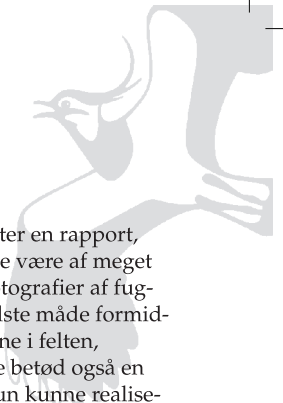 ter en rapport,
e være af meget
tografier af fug-
lste måde formid-
ne i felten,
e betød også en
un kunne realise-